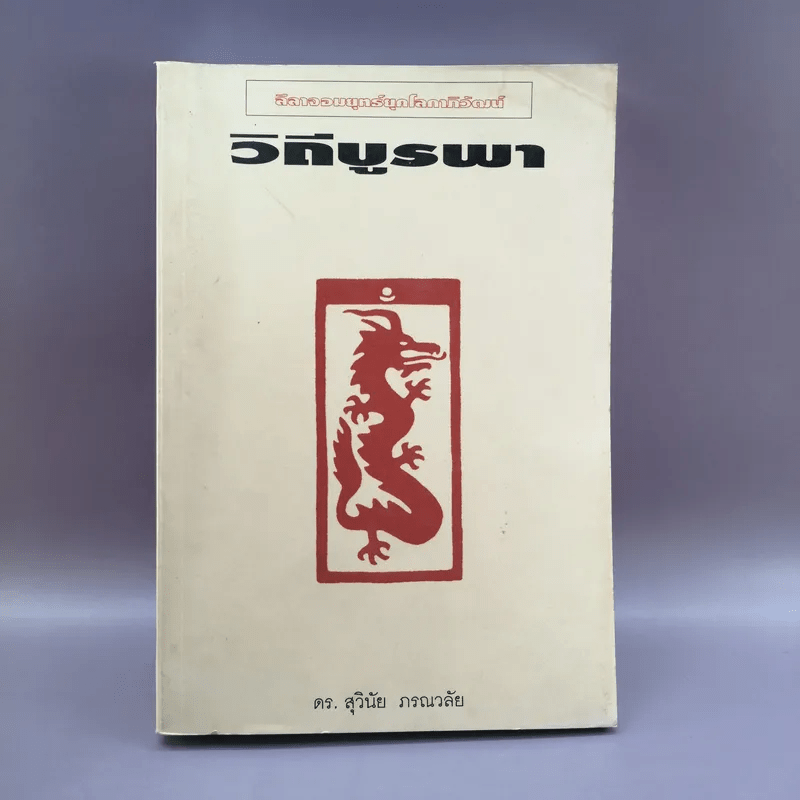 ลีลาจอมยุทธ์ยุคโลกาภิวัฒน์
วิถีบูรพา
ดร. สุวินัย ภรณวลัย